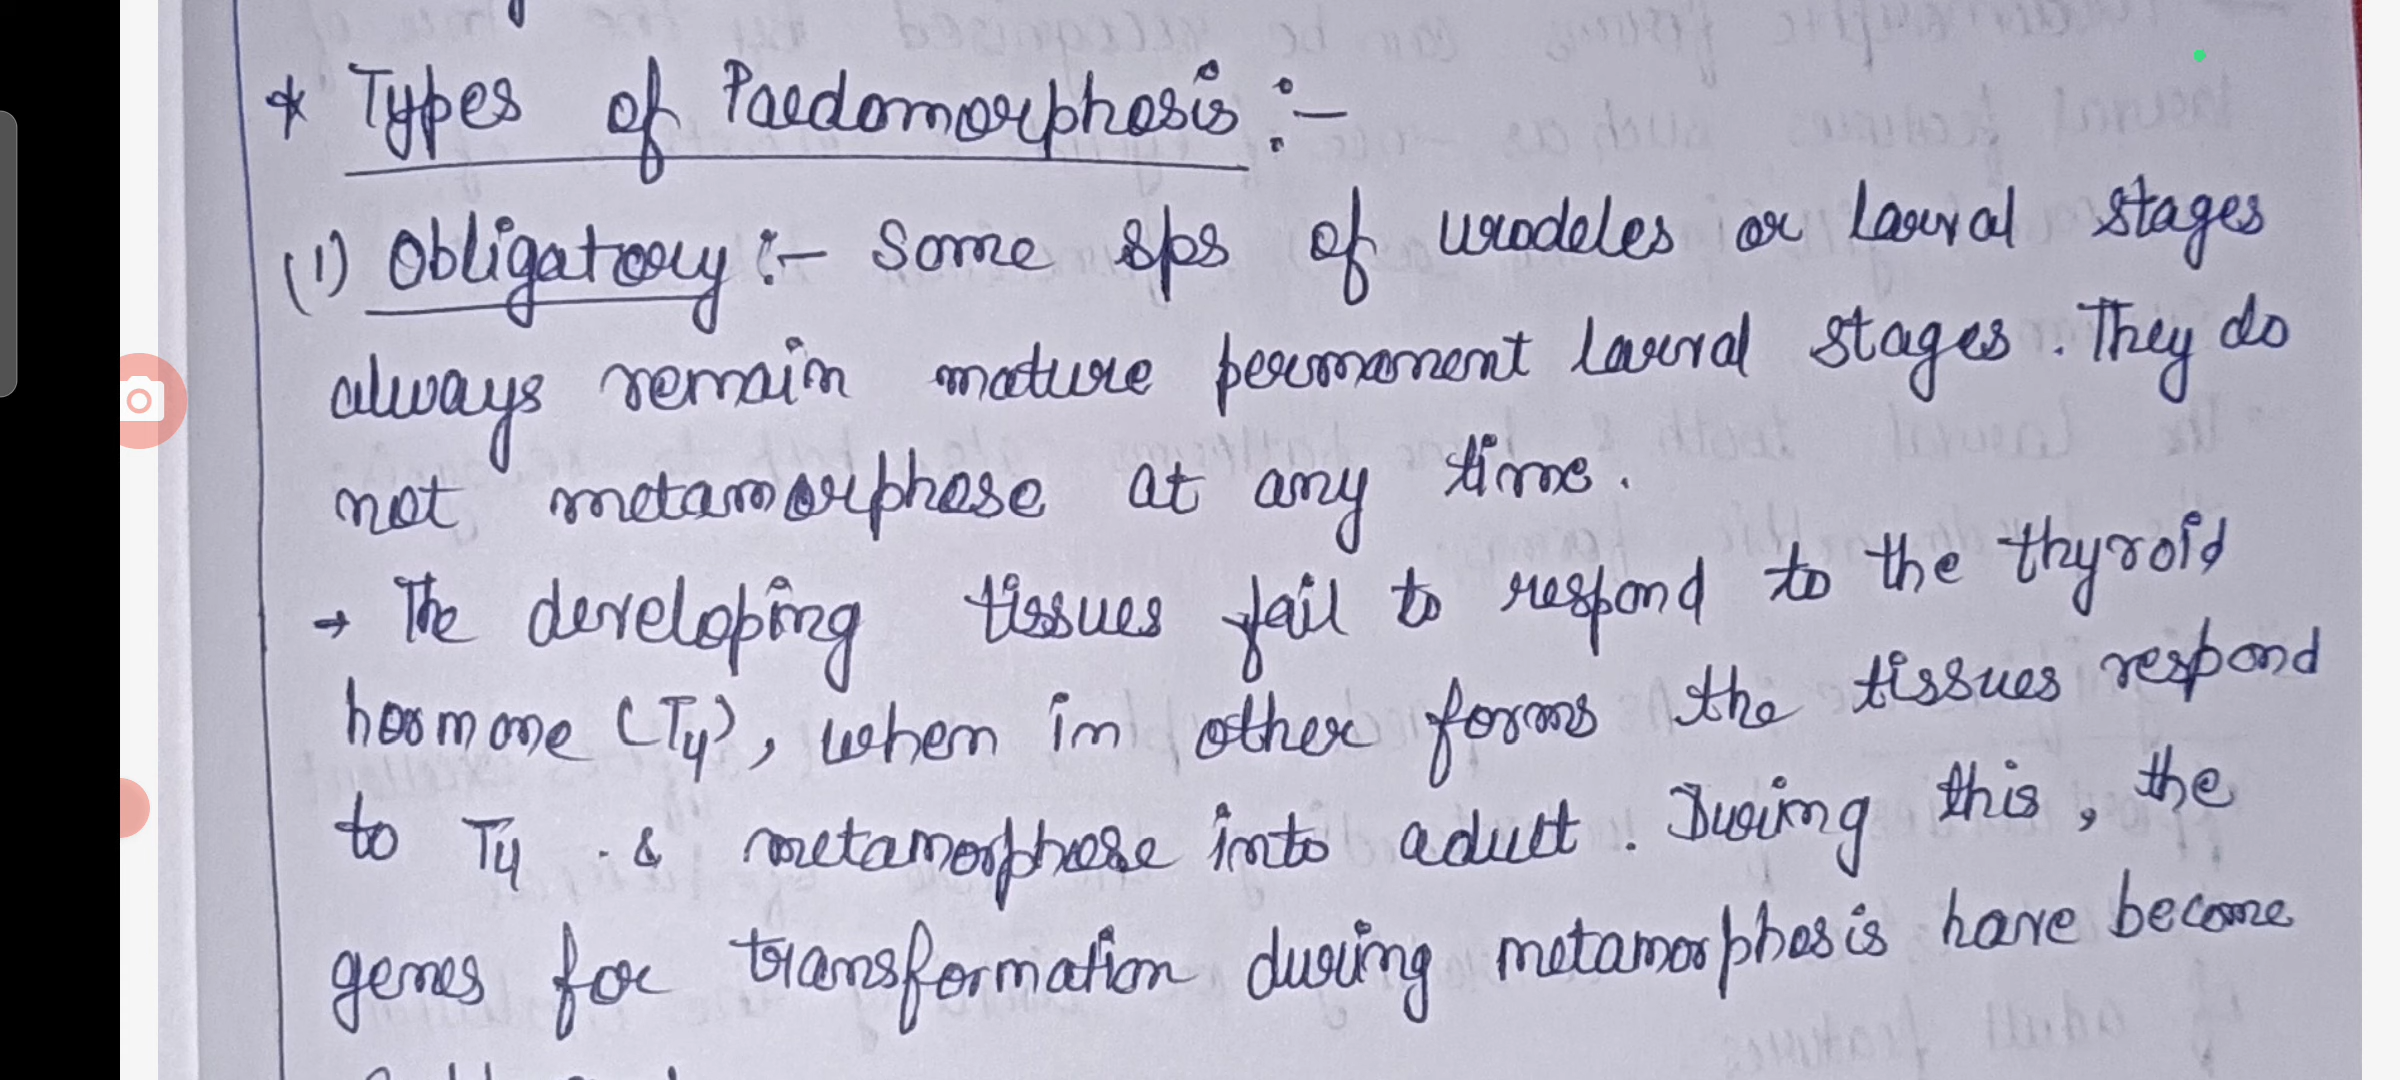 * Types of Paedomorphosis :-
(1) Obligatory :- Some sps of urodeles or larval stages
always remain mature permanent larval stages. They do
not metamorphose at any time.
→ The developing tissues fail to respond to the thyroid
hormone (T4), when in other forms the tissues respond
to T4 . & metamorphose into adult. During this, the
genes for transformation during metamorphosis have become